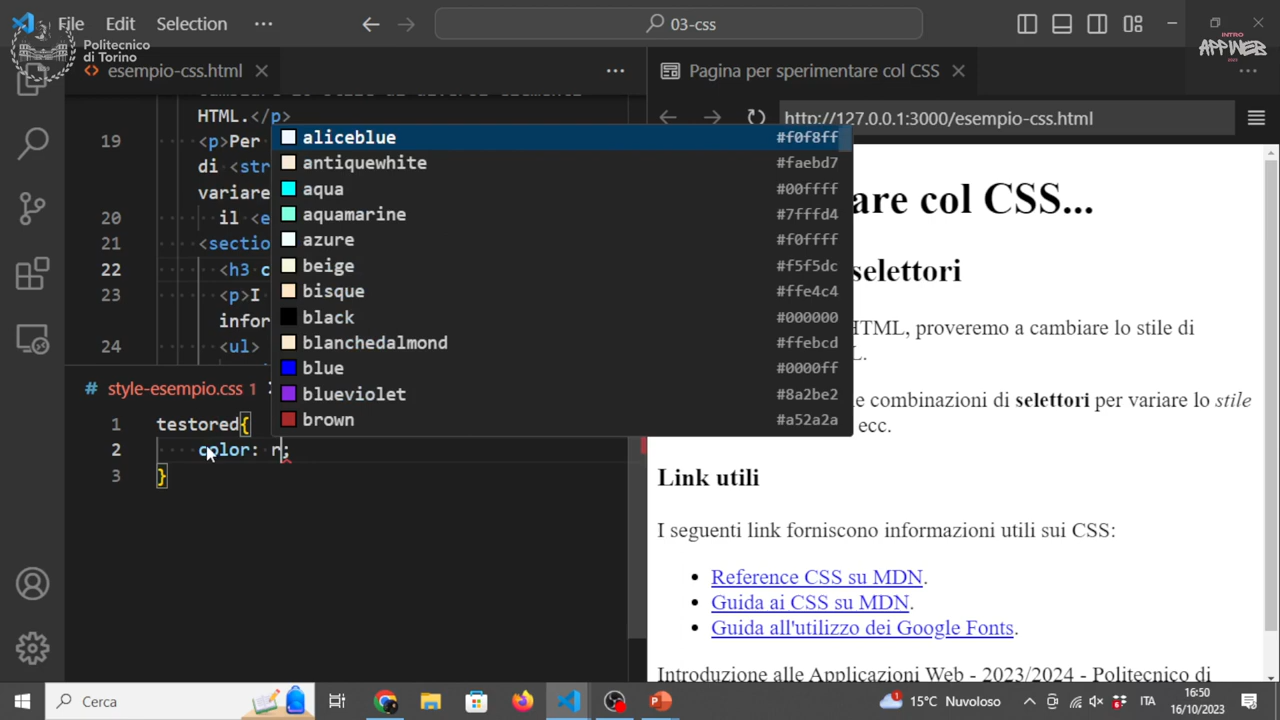 File Edit Selection ···
03-css
Politecnico
di Torino
INTRO
APPIWEB
esempio-css.html
···
Pagina per sperimentare col CSS
···
http://127.0.0.1:3000/esempio-css.html
HTML.</p>
19 <p>Per
di <str
variare
20 il <e
21 <sectio
22 <h3 c
23 <p>I
infor
24 <ul>
aliceblue #f0f8ff
antiquewhite #faebd7
aqua #00ffff
aquamarine #7fffd4
azure #f0ffff
beige #f5f5dc
bisque #ffe4c4
black #000000
blanchedalmond #ffebcd
blue #0000ff
blueviolet #8a2be2
brown #a52a2a
# style-esempio.css 1
1 testored{
2 color: r;
3 }
are col CSS...
selettori
HTML, proveremo a cambiare lo stile di
L.
le combinazioni di selettori per variare lo stile
ecc.
Link utili
I seguenti link forniscono informazioni utili sui CSS:
• Reference CSS su MDN.
• Guida ai CSS su MDN.
• Guida all'utilizzo dei Google Fonts.
Introduzione alle Applicazioni Web - 2023/2024 - Politecnico di
Cerca
15°C Nuvoloso
ITA
16:50
16/10/2023